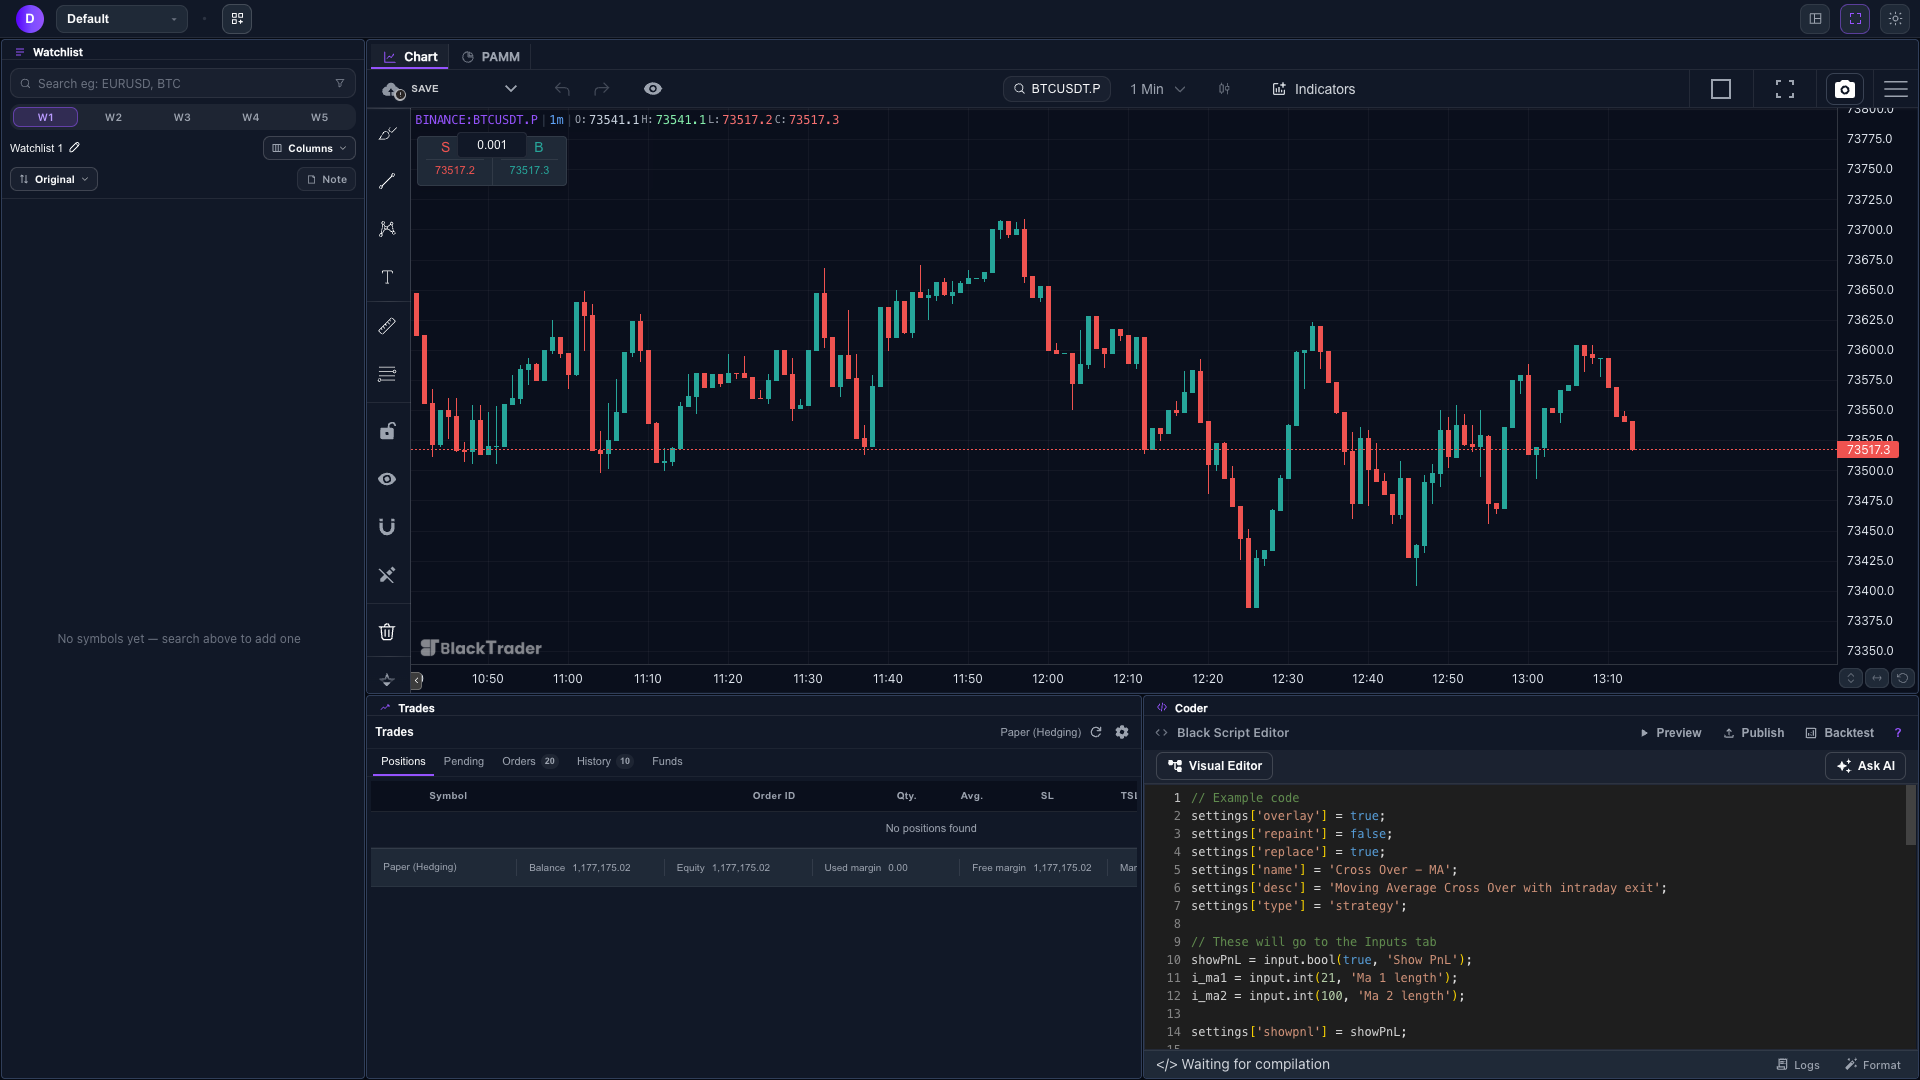 D
Default
Watchlist
Search eg: EURUSD, BTC
W1 W2 W3 W4 W5
Watchlist 1
Columns
Original
Note
No symbols yet — search above to add one
Chart
PAMM
SAVE
BTCUSDT.P
1 Min
Indicators
BINANCE:BTCUSDT.P 1m O: 73541.1 H: 73541.1 L: 73517.2 C: 73517.3
S 0.001 B
73517.2 73517.3
73800.0
73775.0
73750.0
73725.0
73700.0
73675.0
73650.0
73625.0
73600.0
73575.0
73550.0
73525.0
73517.3
73500.0
73475.0
73450.0
73425.0
73400.0
73375.0
73350.0
BlackTrader
10:50 11:00 11:10 11:20 11:30 11:40 11:50 12:00 12:10 12:20 12:30 12:40 12:50 13:00 13:10
Trades
Trades
Paper (Hedging)
Positions Pending Orders 20 History 10 Funds
Symbol Order ID Qty. Avg. SL TSL
No positions found
Paper (Hedging) Balance 1,177,175.02 Equity 1,177,175.02 Used margin 0.00 Free margin 1,177,175.02 Mar
Coder
<> Black Script Editor
Preview Publish Backtest ?
Visual Editor
Ask AI
1 // Example code
2 settings['overlay'] = true;
3 settings['repaint'] = false;
4 settings['replace'] = true;
5 settings['name'] = 'Cross Over – MA';
6 settings['desc'] = 'Moving Average Cross Over with intraday exit';
7 settings['type'] = 'strategy';
8
9 // These will go to the Inputs tab
10 showPnL = input.bool(true, 'Show PnL');
11 i_ma1 = input.int(21, 'Ma 1 length');
12 i_ma2 = input.int(100, 'Ma 2 length');
13
14 settings['showpnl'] = showPnL;
15
</> Waiting for compilation
Logs
Format